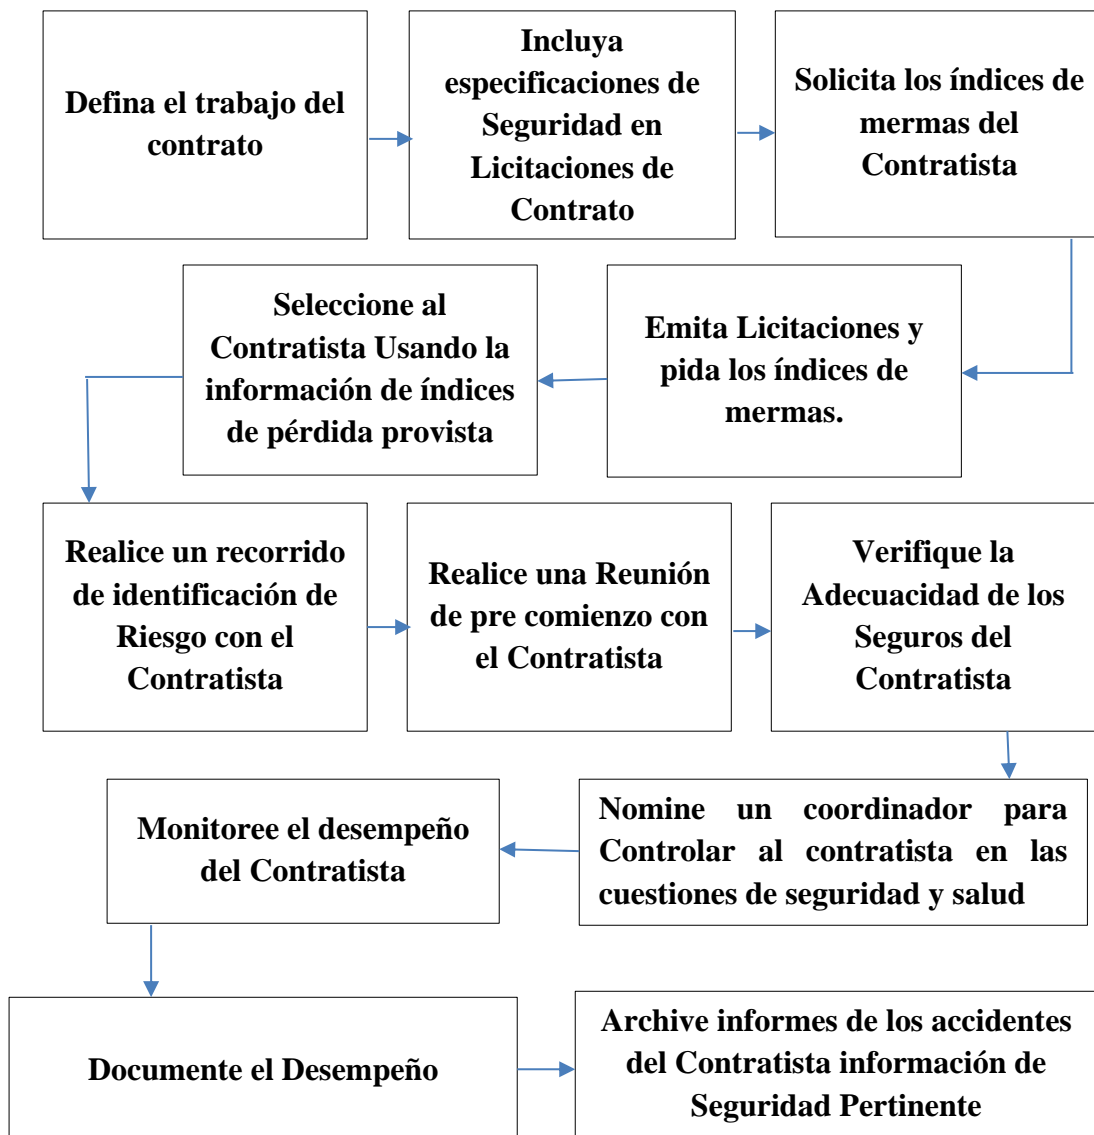 Defina el trabajo del
contrato
Incluya
especificaciones de
Seguridad en
Licitaciones de
Contrato
Solicita los índices de
mermas del
Contratista
Emita Licitaciones y
pida los índices de
mermas.
Seleccione al
Contratista Usando la
información de índices
de pérdida provista
Realice un recorrido
de identificación de
Riesgo con el
Contratista
Realice una Reunión
de pre comienzo con
el Contratista
Verifique la
Adecuacidad de los
Seguros del
Contratista
Nomine un coordinador para
Controlar al contratista en las
cuestiones de seguridad y salud
Monitoree el desempeño
del Contratista
Documente el Desempeño
Archive informes de los accidentes
del Contratista información de
Seguridad Pertinente